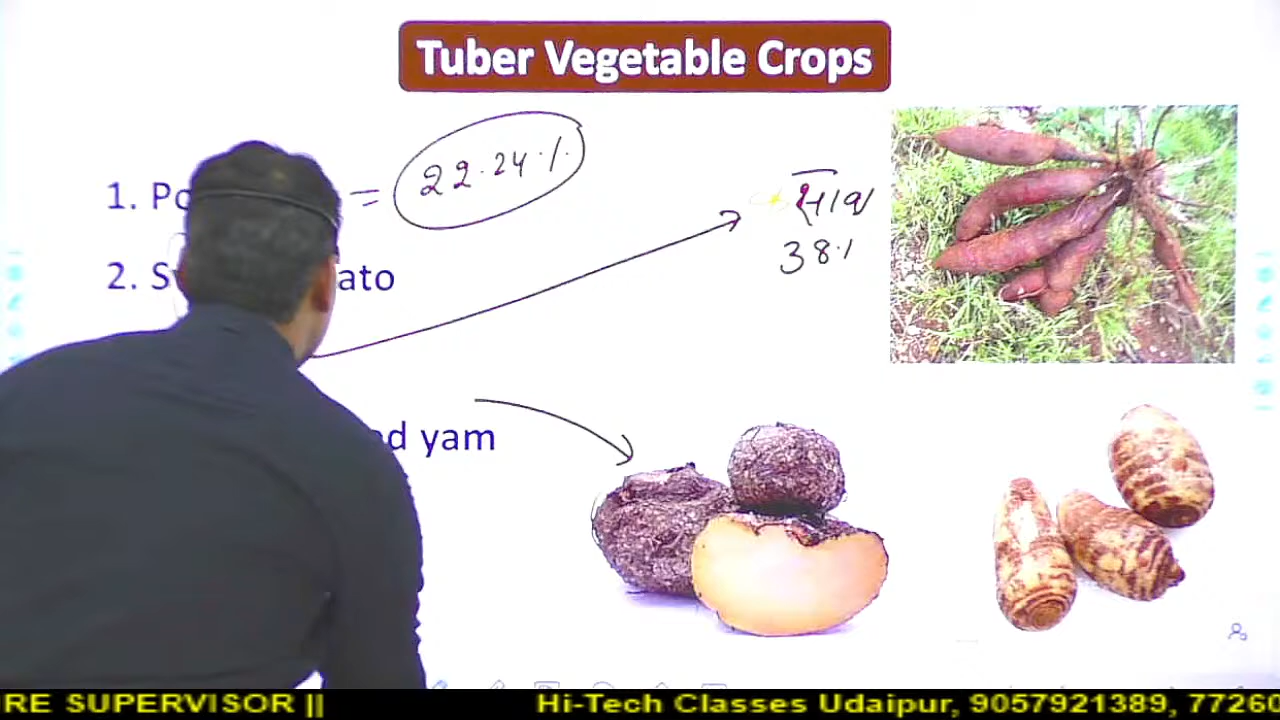 Tuber Vegetable Crops
1. Po = 22.24%
2. S ato
38%
d yam
RE SUPERVISOR || Hi-Tech Classes Udaipur, 9057921389, 77260